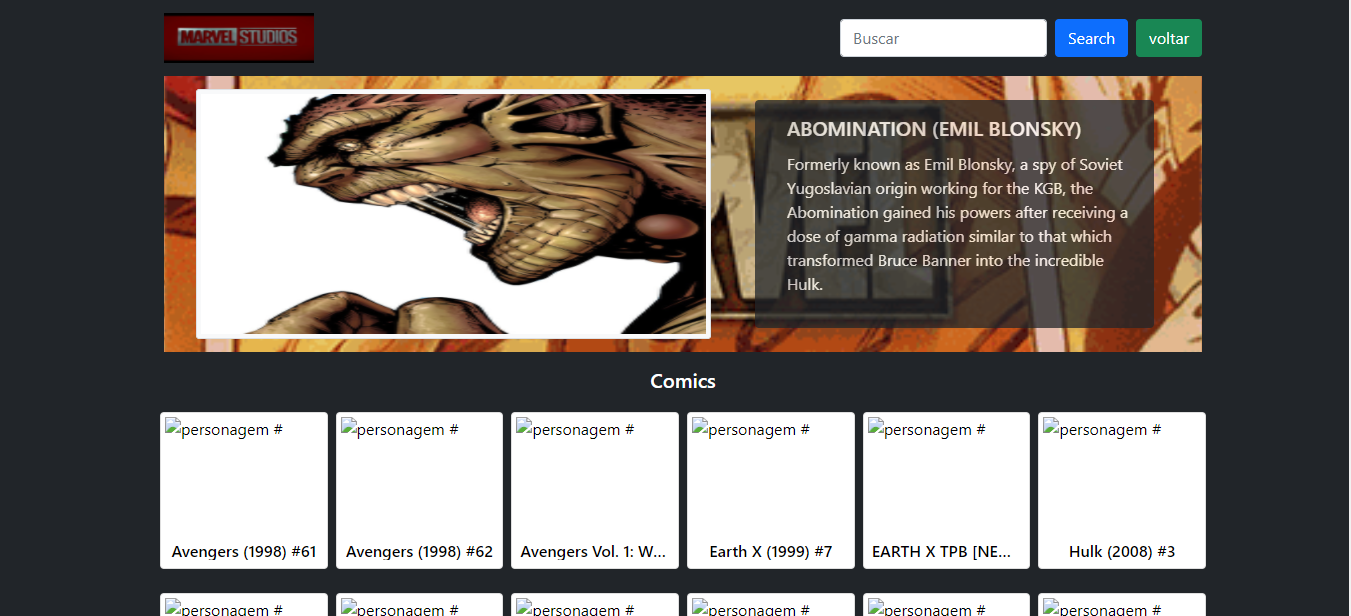 MARVEL STUDIOS
Buscar
Search
voltar
ABOMINATION (EMIL BLONSKY)
Formerly known as Emil Blonsky, a spy of Soviet
Yugoslavian origin working for the KGB, the
Abomination gained his powers after receiving a
dose of gamma radiation similar to that which
transformed Bruce Banner into the incredible
Hulk.
Comics
personagem #
personagem #
personagem #
personagem #
personagem #
personagem #
Avengers (1998) #61
Avengers (1998) #62
Avengers Vol. 1: W...
Earth X (1999) #7
EARTH X TPB [NE...
Hulk (2008) #3
personagem #
personagem #
personagem #
personagem #
personagem #
personagem #